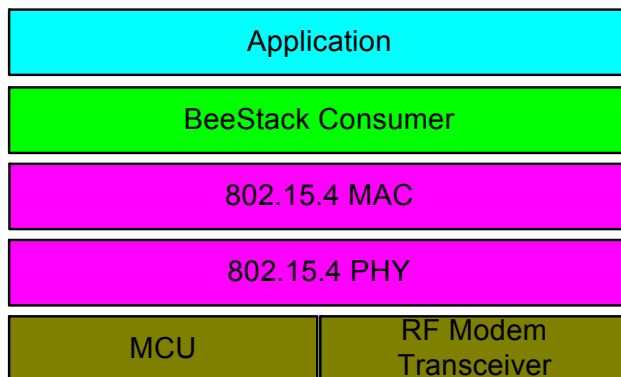 Application
BeeStack Consumer
802.15.4 MAC
802.15.4 PHY
MCU
RF Modem
Transceiver